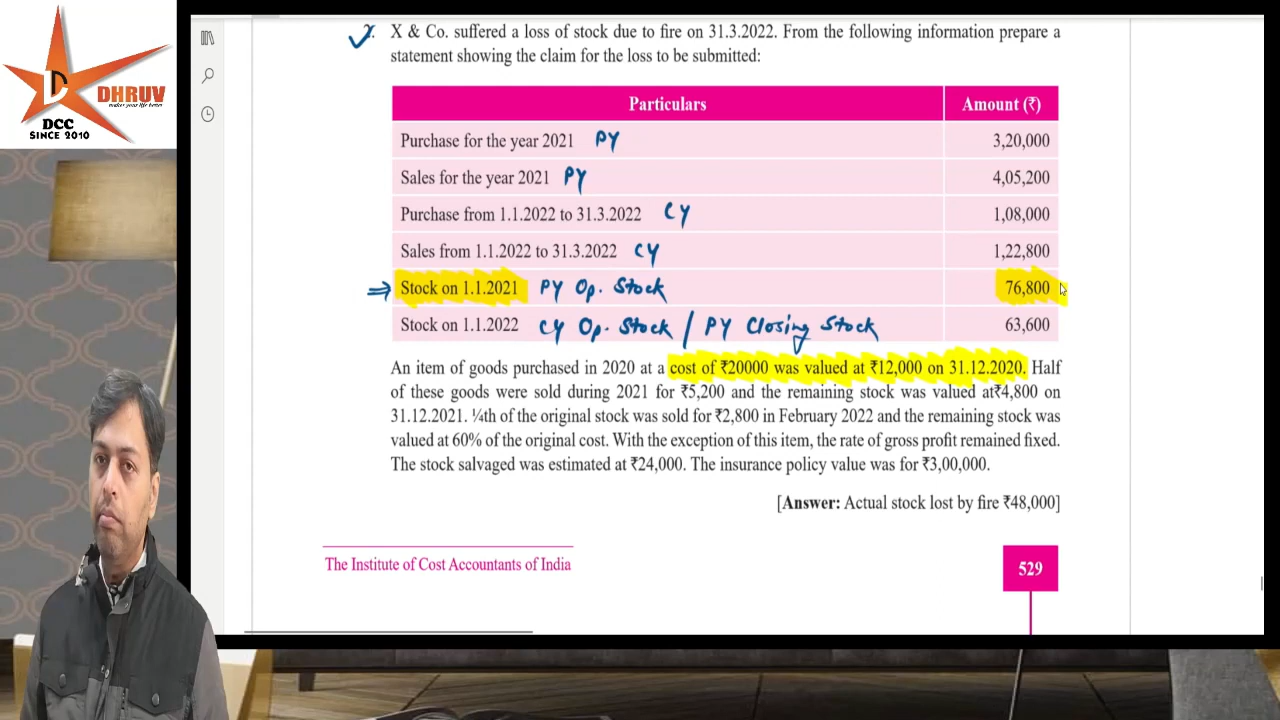 DHRUV
make your life better
DCC
SINCE 2010
X & Co. suffered a loss of stock due to fire on 31.3.2022. From the following information prepare a
statement showing the claim for the loss to be submitted:
Particulars Amount (₹)
Purchase for the year 2021 PY 3,20,000
Sales for the year 2021 PY 4,05,200
Purchase from 1.1.2022 to 31.3.2022 CY 1,08,000
Sales from 1.1.2022 to 31.3.2022 CY 1,22,800
⇒ Stock on 1.1.2021 PY Op. Stock 76,800
Stock on 1.1.2022 CY Op. Stock / PY Closing Stock 63,600
An item of goods purchased in 2020 at a cost of ₹20000 was valued at ₹12,000 on 31.12.2020. Half
of these goods were sold during 2021 for ₹5,200 and the remaining stock was valued at₹4,800 on
31.12.2021. ¼th of the original stock was sold for ₹2,800 in February 2022 and the remaining stock was
valued at 60% of the original cost. With the exception of this item, the rate of gross profit remained fixed.
The stock salvaged was estimated at ₹24,000. The insurance policy value was for ₹3,00,000.
[Answer: Actual stock lost by fire ₹48,000]
The Institute of Cost Accountants of India
529